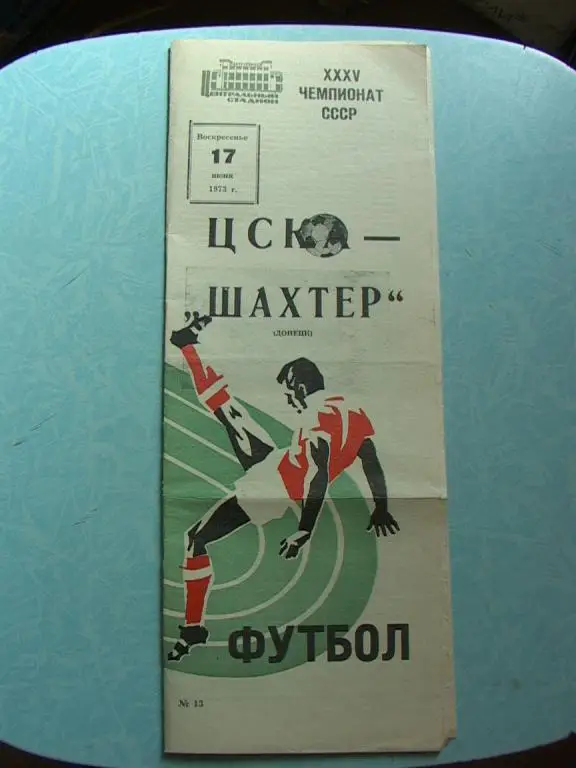 ЦЕНТРАЛЬНЫЙ
СТАДИОН
XXXV
ЧЕМПИОНАТ
СССР
Воскресенье
17
июня
1973 г.
ЦСКА —
„ШАХТЕР“
(ДОНЕЦК)
ФУТБОЛ
№ 13